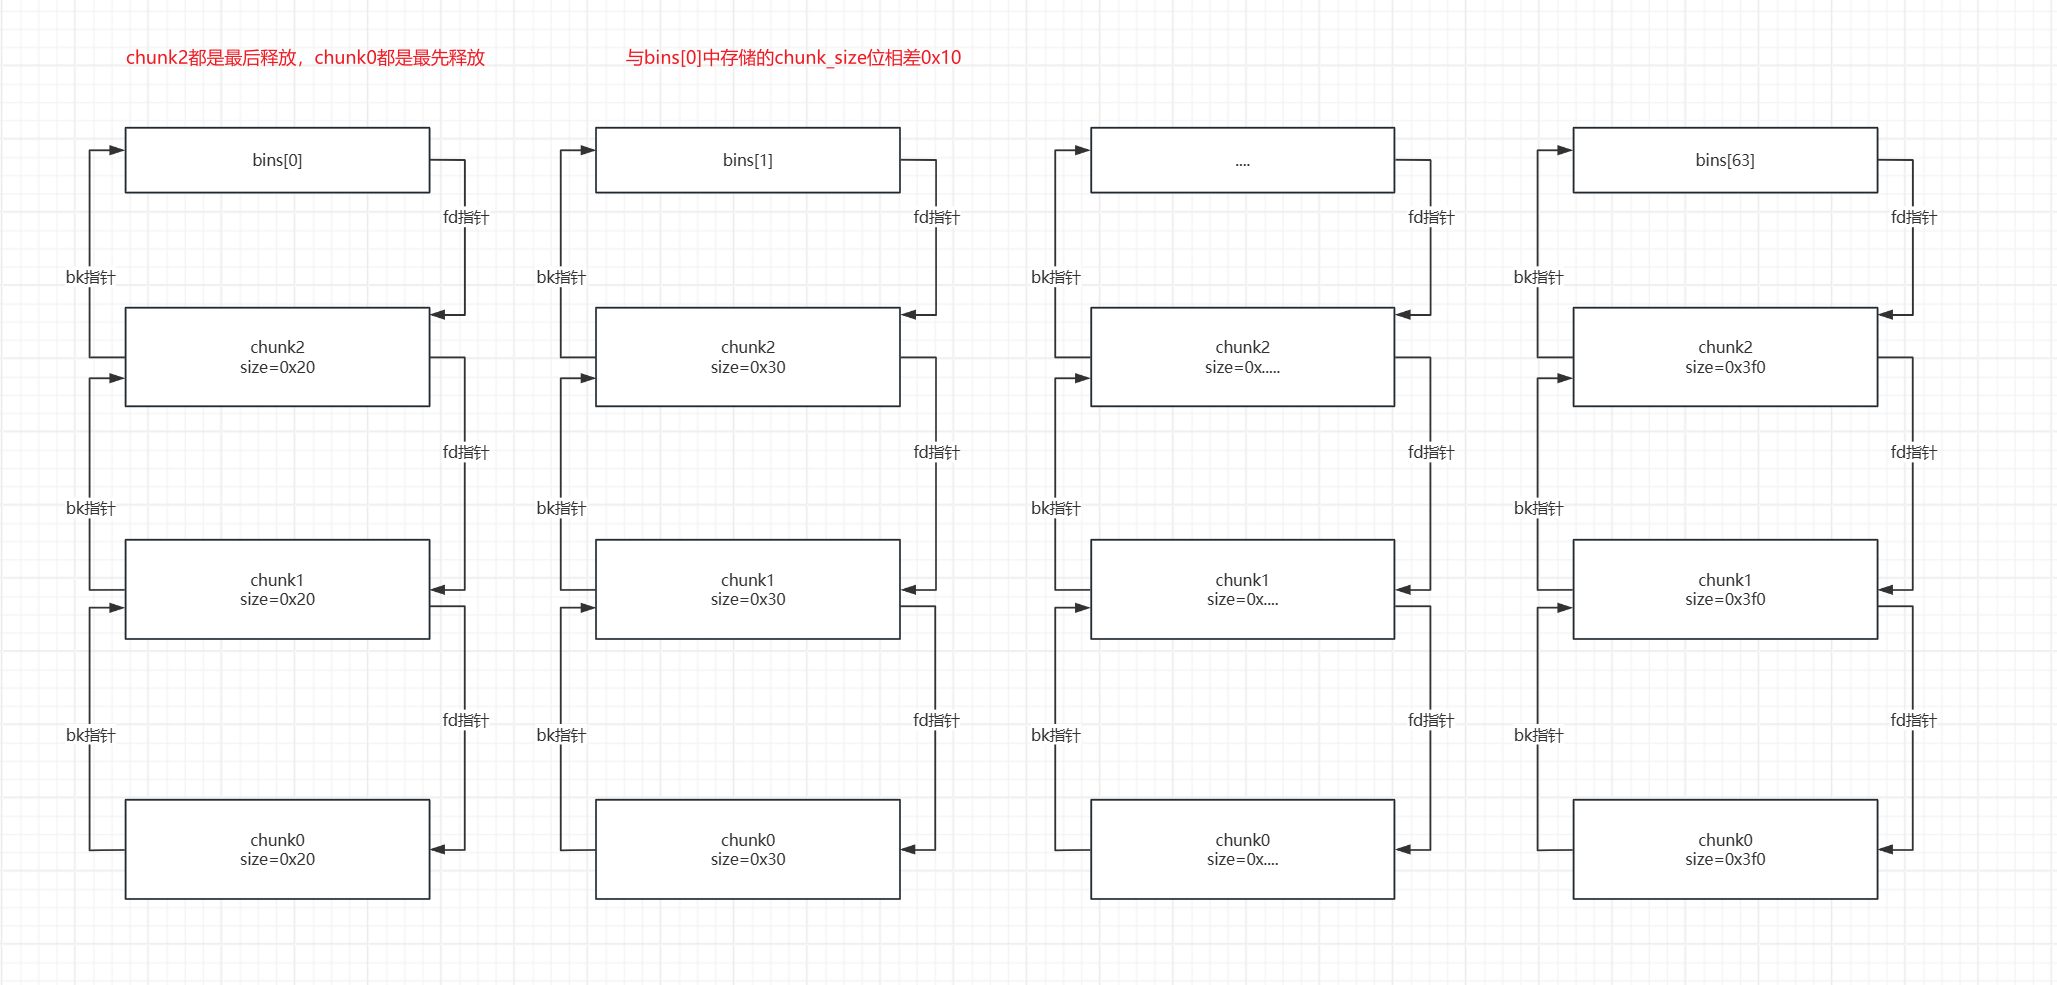 chunk2都是最后释放，chunk0都是最先释放
与bins[0]中存储的chunk_size位相差0x10
bins[0]
bins[1]
....
bins[63]
fd指针
fd指针
fd指针
fd指针
bk指针
bk指针
bk指针
bk指针
chunk2
size=0x20
chunk2
size=0x30
chunk2
size=0x.....
chunk2
size=0x3f0
fd指针
fd指针
fd指针
fd指针
bk指针
bk指针
bk指针
bk指针
chunk1
size=0x20
chunk1
size=0x30
chunk1
size=0x....
chunk1
size=0x3f0
fd指针
fd指针
fd指针
fd指针
bk指针
bk指针
bk指针
bk指针
chunk0
size=0x20
chunk0
size=0x30
chunk0
size=0x....
chunk0
size=0x3f0